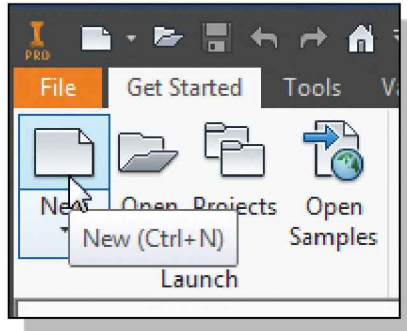 I
PRO
File Get Started Tools
New Open Projects Open Samples
New (Ctrl+N)
Launch